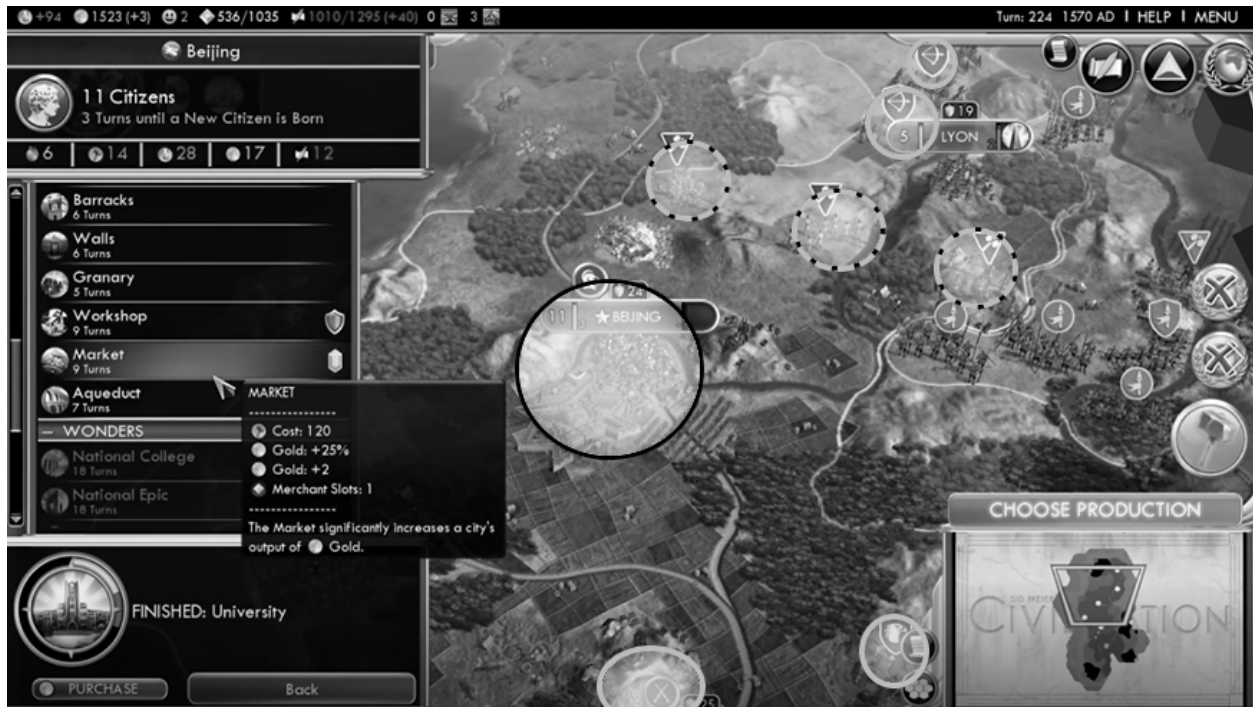 +94 1523 (+3) 2 536/1035 1010/1295 (+40) 0 3
Turn: 224 1570 AD | HELP | MENU
Beijing
11 Citizens
3 Turns until a New Citizen is Born
6 | 14 | 28 | 17 | 12
Barracks
6 Turns
Walls
6 Turns
Granary
5 Turns
Workshop
9 Turns
Market
9 Turns
Aqueduct
7 Turns
— WONDERS
National College
18 Turns
National Epic
18 Turns
MARKET
----------------
Cost: 120
Gold: +25%
Gold: +2
Merchant Slots: 1
----------------
The Market significantly increases a city's
output of Gold.
FINISHED: University
PURCHASE
Back
19
5 LYON
24
11 BEIJING
25
CHOOSE PRODUCTION
SID MEIER